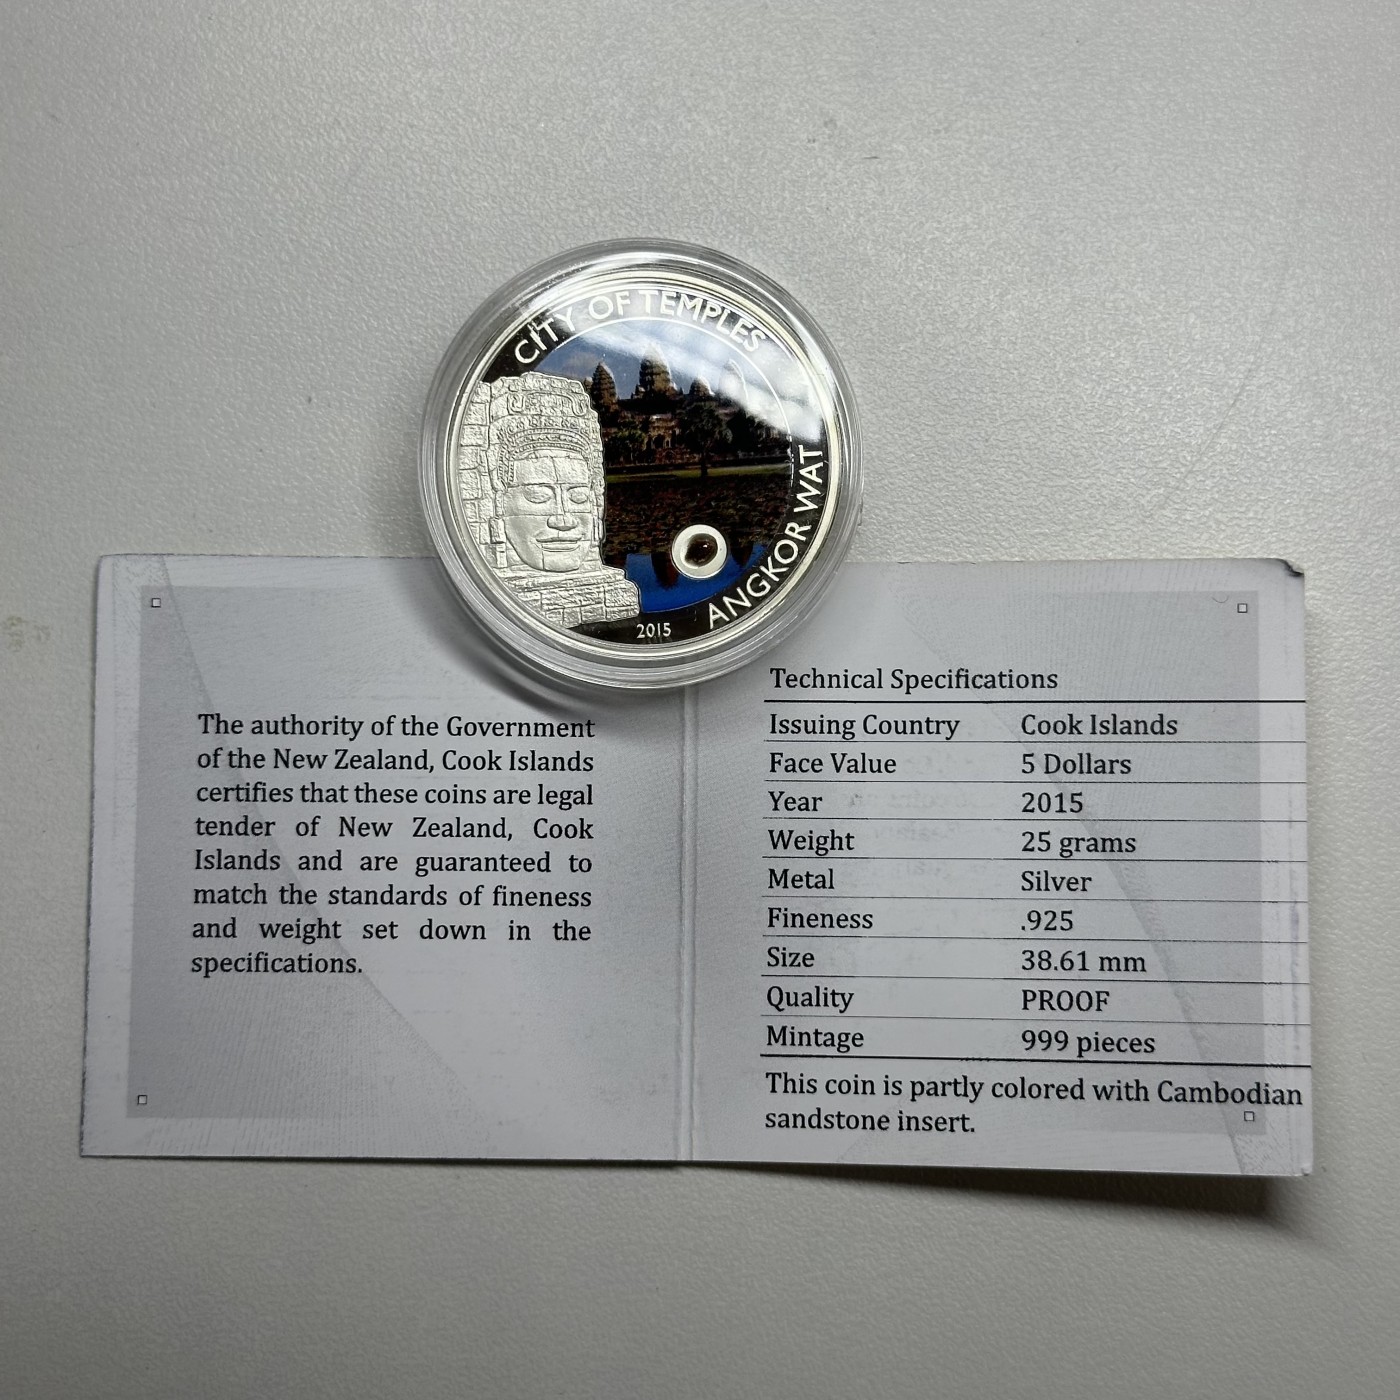 CITY OF TEMPLES
ANGKOR WAT
2015
The authority of the Government
of the New Zealand, Cook Islands
certifies that these coins are legal
tender of New Zealand, Cook
Islands and are guaranteed to
match the standards of fineness
and weight set down in the
specifications.
Technical Specifications
Issuing Country Cook Islands
Face Value 5 Dollars
Year 2015
Weight 25 grams
Metal Silver
Fineness .925
Size 38.61 mm
Quality PROOF
Mintage 999 pieces
This coin is partly colored with Cambodian
sandstone insert.